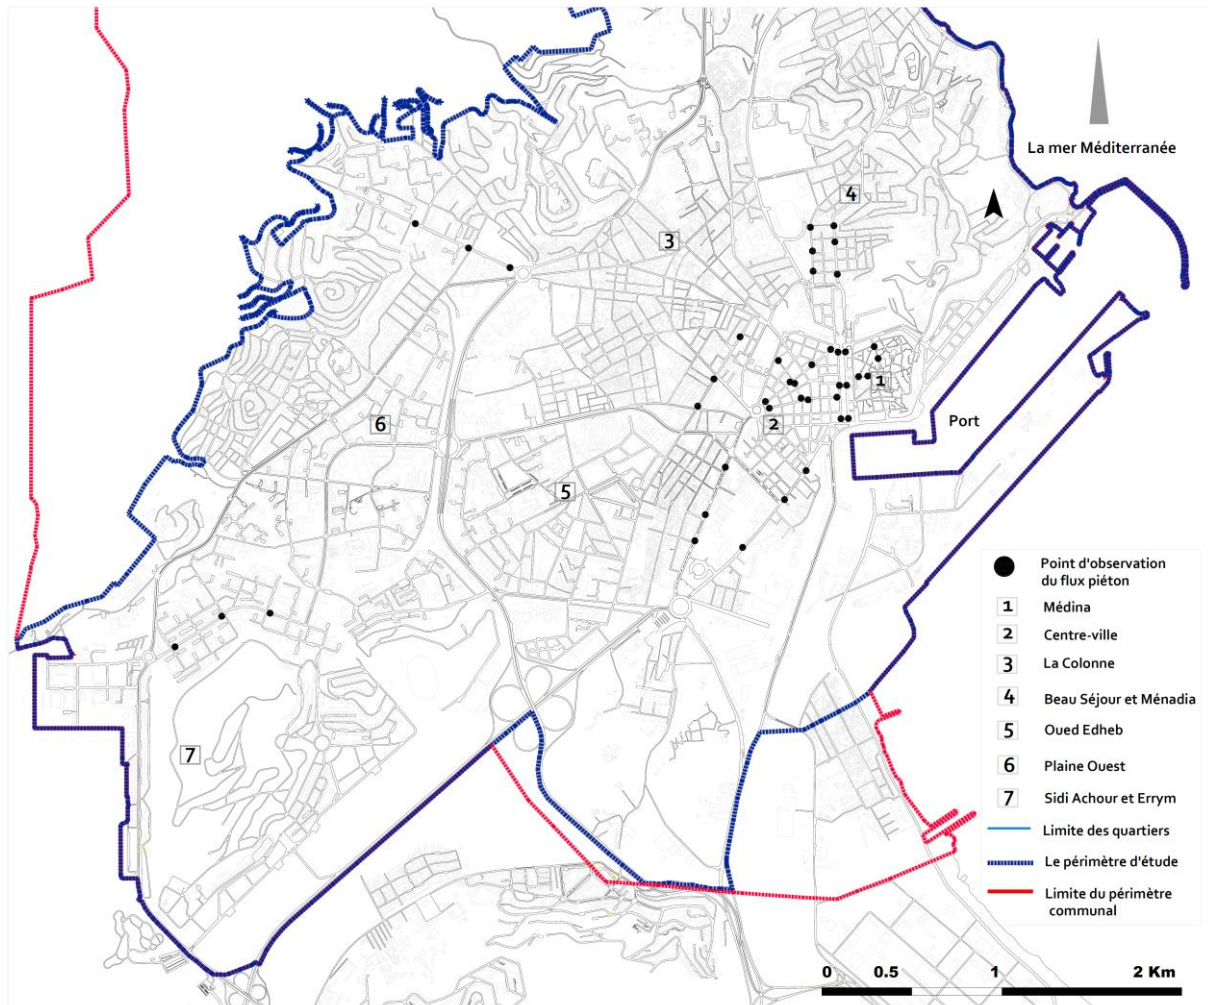 La mer Méditerranée
4
3
1
Port
2
6
5
7
Point d'observation
du flux piéton
1 Médina
2 Centre-ville
3 La Colonne
4 Beau Séjour et Ménadia
5 Oued Edheb
6 Plaine Ouest
7 Sidi Achour et Errym
Limite des quartiers
Le périmètre d'étude
Limite du périmètre
communal
0 0.5 1 2 Km